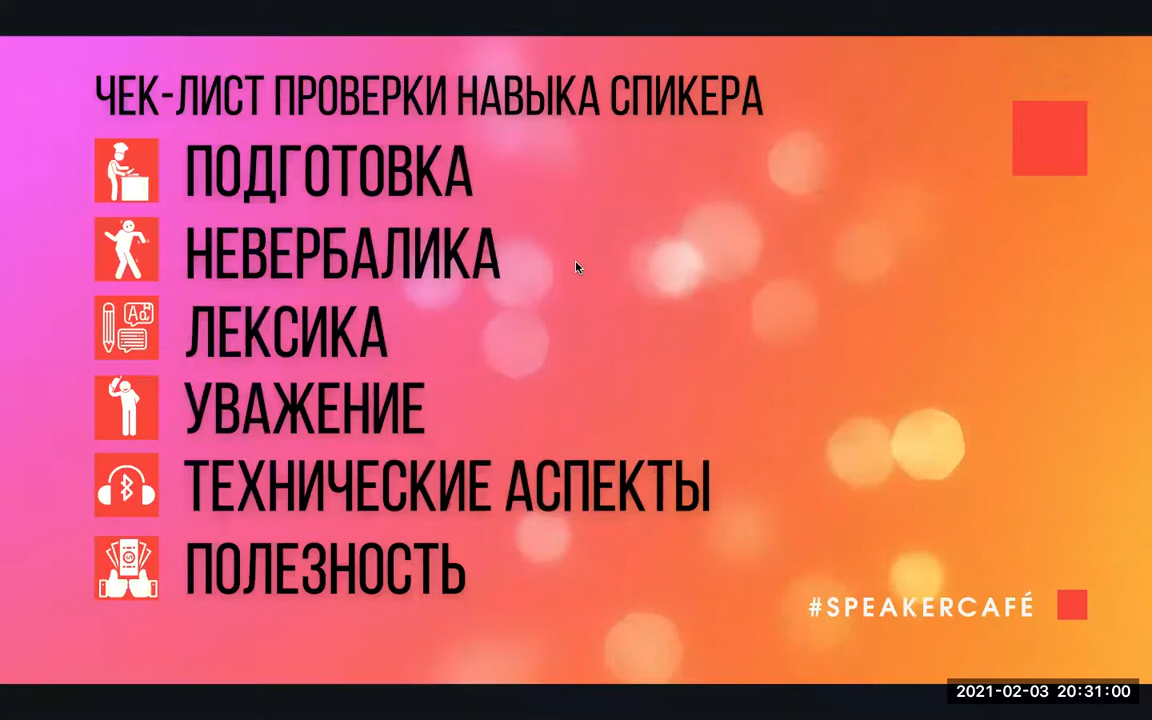 ЧЕК-ЛИСТ ПРОВЕРКИ НАВЫКА СПИКЕРА
ПОДГОТОВКА
НЕВЕРБАЛИКА
ЛЕКСИКА
УВАЖЕНИЕ
ТЕХНИЧЕСКИЕ АСПЕКТЫ
ПОЛЕЗНОСТЬ
#SPEAKERCAFÉ
2021-02-03 20:31:00